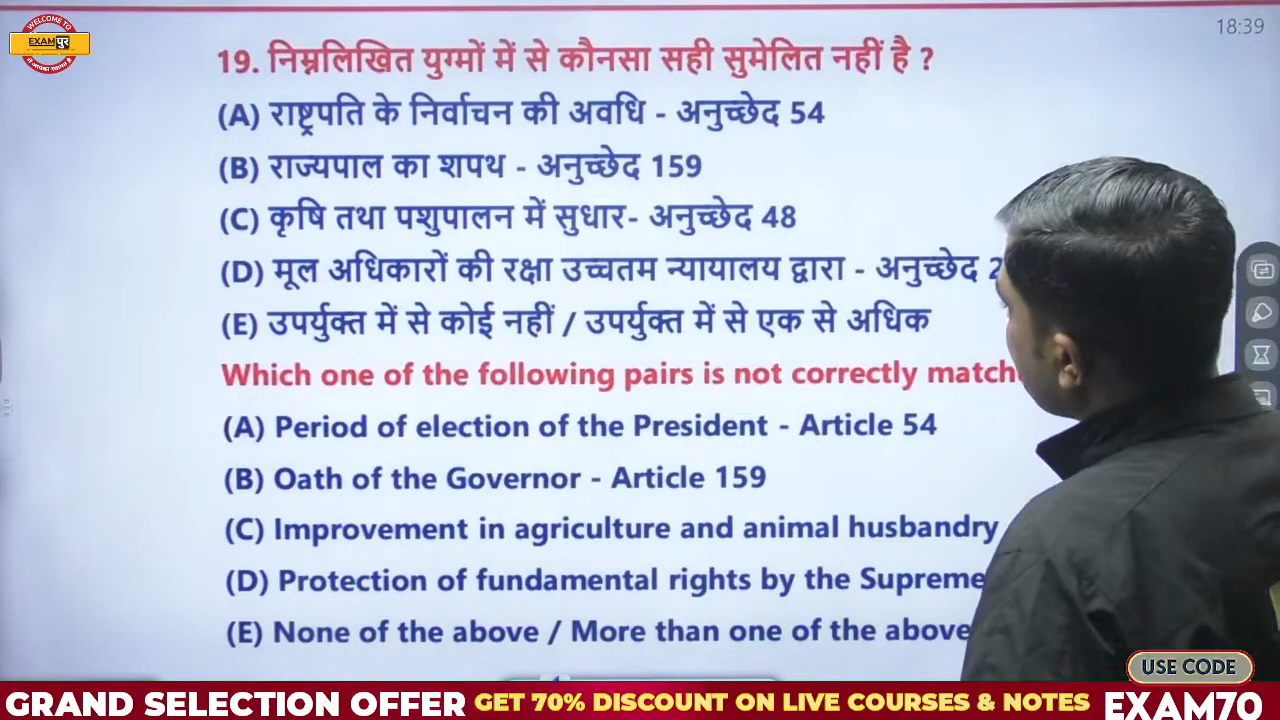 WELCOME TO
EXAM पुर
18:39
19. निम्नलिखित युग्मों में से कौनसा सही सुमेलित नहीं है ?
(A) राष्ट्रपति के निर्वाचन की अवधि - अनुच्छेद 54
(B) राज्यपाल का शपथ - अनुच्छेद 159
(C) कृषि तथा पशुपालन में सुधार- अनुच्छेद 48
(D) मूल अधिकारों की रक्षा उच्चतम न्यायालय द्वारा - अनुच्छेद
(E) उपर्युक्त में से कोई नहीं / उपर्युक्त में से एक से अधिक
Which one of the following pairs is not correctly
(A) Period of election of the President - Article 54
(B) Oath of the Governor - Article 159
(C) Improvement in agriculture and animal husbandry
(D) Protection of fundamental rights by the Supreme
(E) None of the above / More than one of the above
USE CODE
GRAND SELECTION OFFER GET 70% DISCOUNT ON LIVE COURSES & NOTES EXAM70